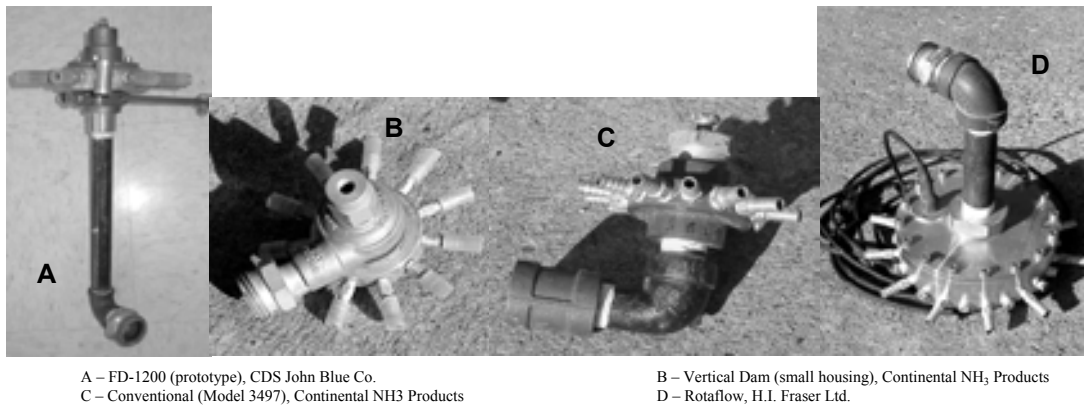 A
B
C
D
A – FD-1200 (prototype), CDS John Blue Co.
B – Vertical Dam (small housing), Continental NH₃ Products
C – Conventional (Model 3497), Continental NH3 Products
D – Rotaflow, H.I. Fraser Ltd.